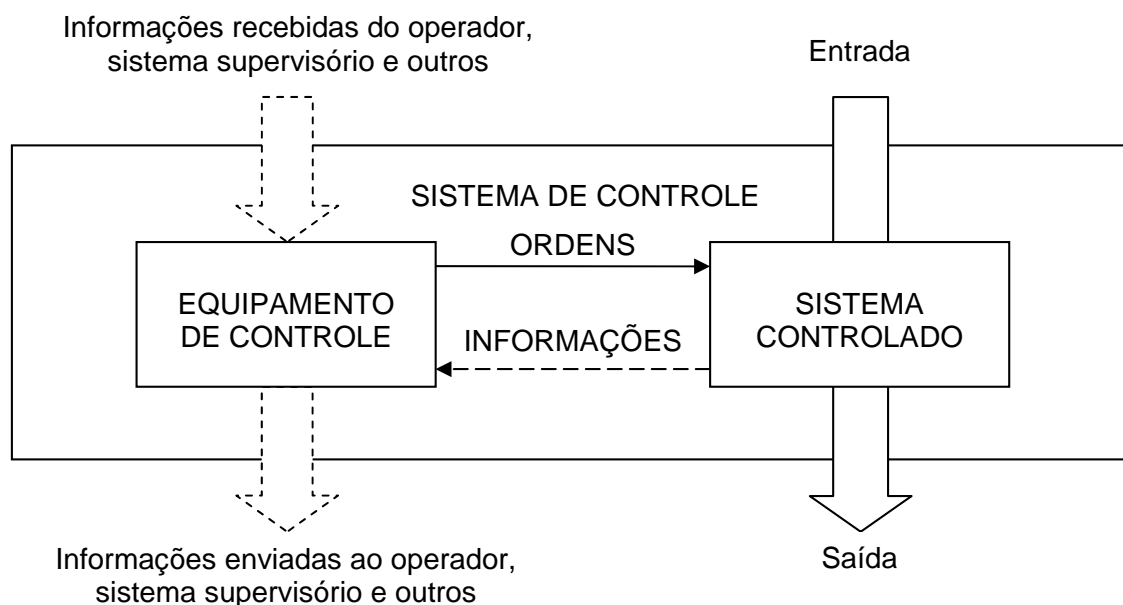 Informações recebidas do operador,
sistema supervisório e outros
Entrada
SISTEMA DE CONTROLE
ORDENS
EQUIPAMENTO
DE CONTROLE
INFORMAÇÕES
SISTEMA
CONTROLADO
Informações enviadas ao operador,
sistema supervisório e outros
Saída